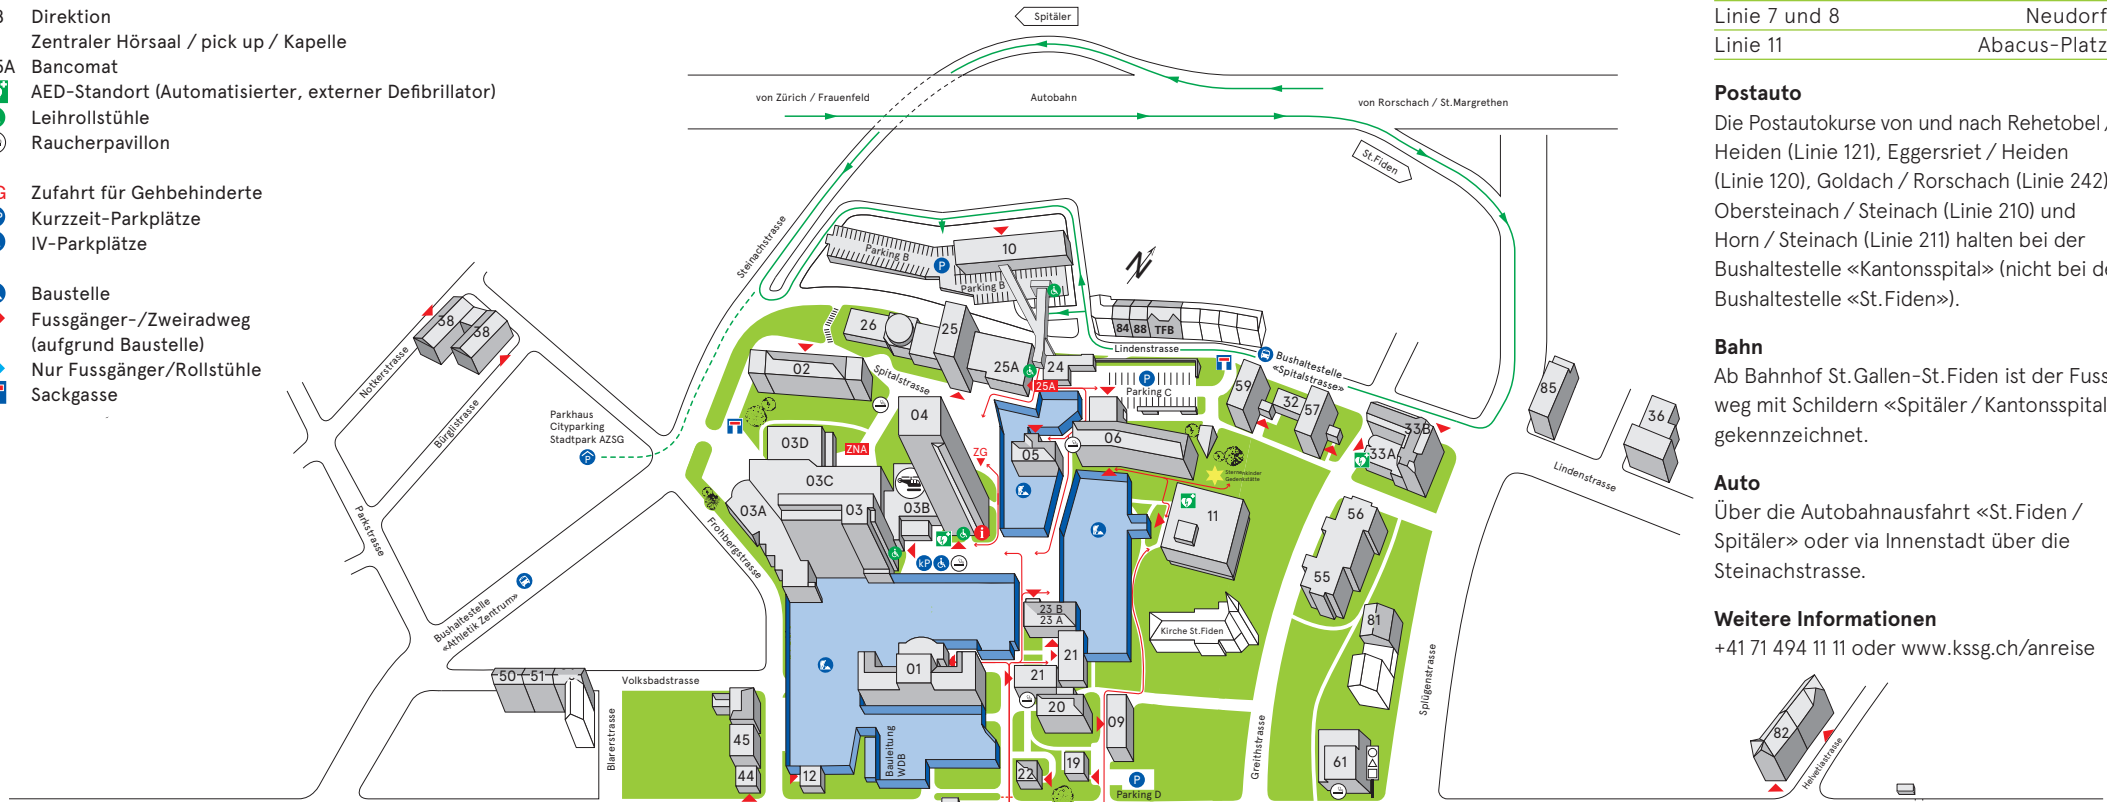 Direktion
Zentraler Hörsaal / pick up / Kapelle
Bancomat
AED-Standort (Automatisierter, externer Defibrillator)
Leihrollstühle
Raucherpavillon
Zufahrt für Gehbehinderte
Kurzzeit-Parkplätze
IV-Parkplätze
Baustelle
Fussgänger-/Zweiradweg
(aufgrund Baustelle)
Nur Fussgänger/Rollstühle
Sackgasse
Spitäler
von Zürich / Frauenfeld
Autobahn
von Rorschach / St.Margrethen
St.Fiden
Steinachstrasse
Parking B
P
10
Parking B
N
26
25
25A
24
25A
84 88 TFB
Lindenstrasse
Bushaltestelle
«Spitalstrasse»
P
Parking C
59
32
57
33B
33A
85
36
Lindenstrasse
38
38
Notkerstrasse
Bürglistrasse
Parkstrasse
Parkhaus
Cityparking
Stadtpark AZSG
P
02
Spitalstrasse
04
03D
ZNA
03C
03A
03
03B
Frohbergstrasse
ZG
05
06
Sternenkinder
Gedenkstätte
11
i
kP
56
55
81
Kirche St.Fiden
23 B
23 A
21
21
20
09
01
Bushaltestelle
«Athletik Zentrum»
50
51
Volksbadstrasse
Blarerstrasse
45
44
12
Bauleitung
WDB
22
19
P
Parking D
Greithstrasse
Splügenstrasse
61
82
Helvetiastrasse
Linie 7 und 8 Neudorf
Linie 11 Abacus-Platz
Postauto
Die Postautokurse von und nach Rehetobel /
Heiden (Linie 121), Eggersriet / Heiden
(Linie 120), Goldach / Rorschach (Linie 242)
Obersteinach / Steinach (Linie 210) und
Horn / Steinach (Linie 211) halten bei der
Bushaltestelle «Kantonsspital» (nicht bei de
Bushaltestelle «St.Fiden»).
Bahn
Ab Bahnhof St.Gallen-St.Fiden ist der Fuss
weg mit Schildern «Spitäler / Kantonsspital
gekennzeichnet.
Auto
Über die Autobahnausfahrt «St.Fiden /
Spitäler» oder via Innenstadt über die
Steinachstrasse.
Weitere Informationen
+41 71 494 11 11 oder www.kssg.ch/anreise